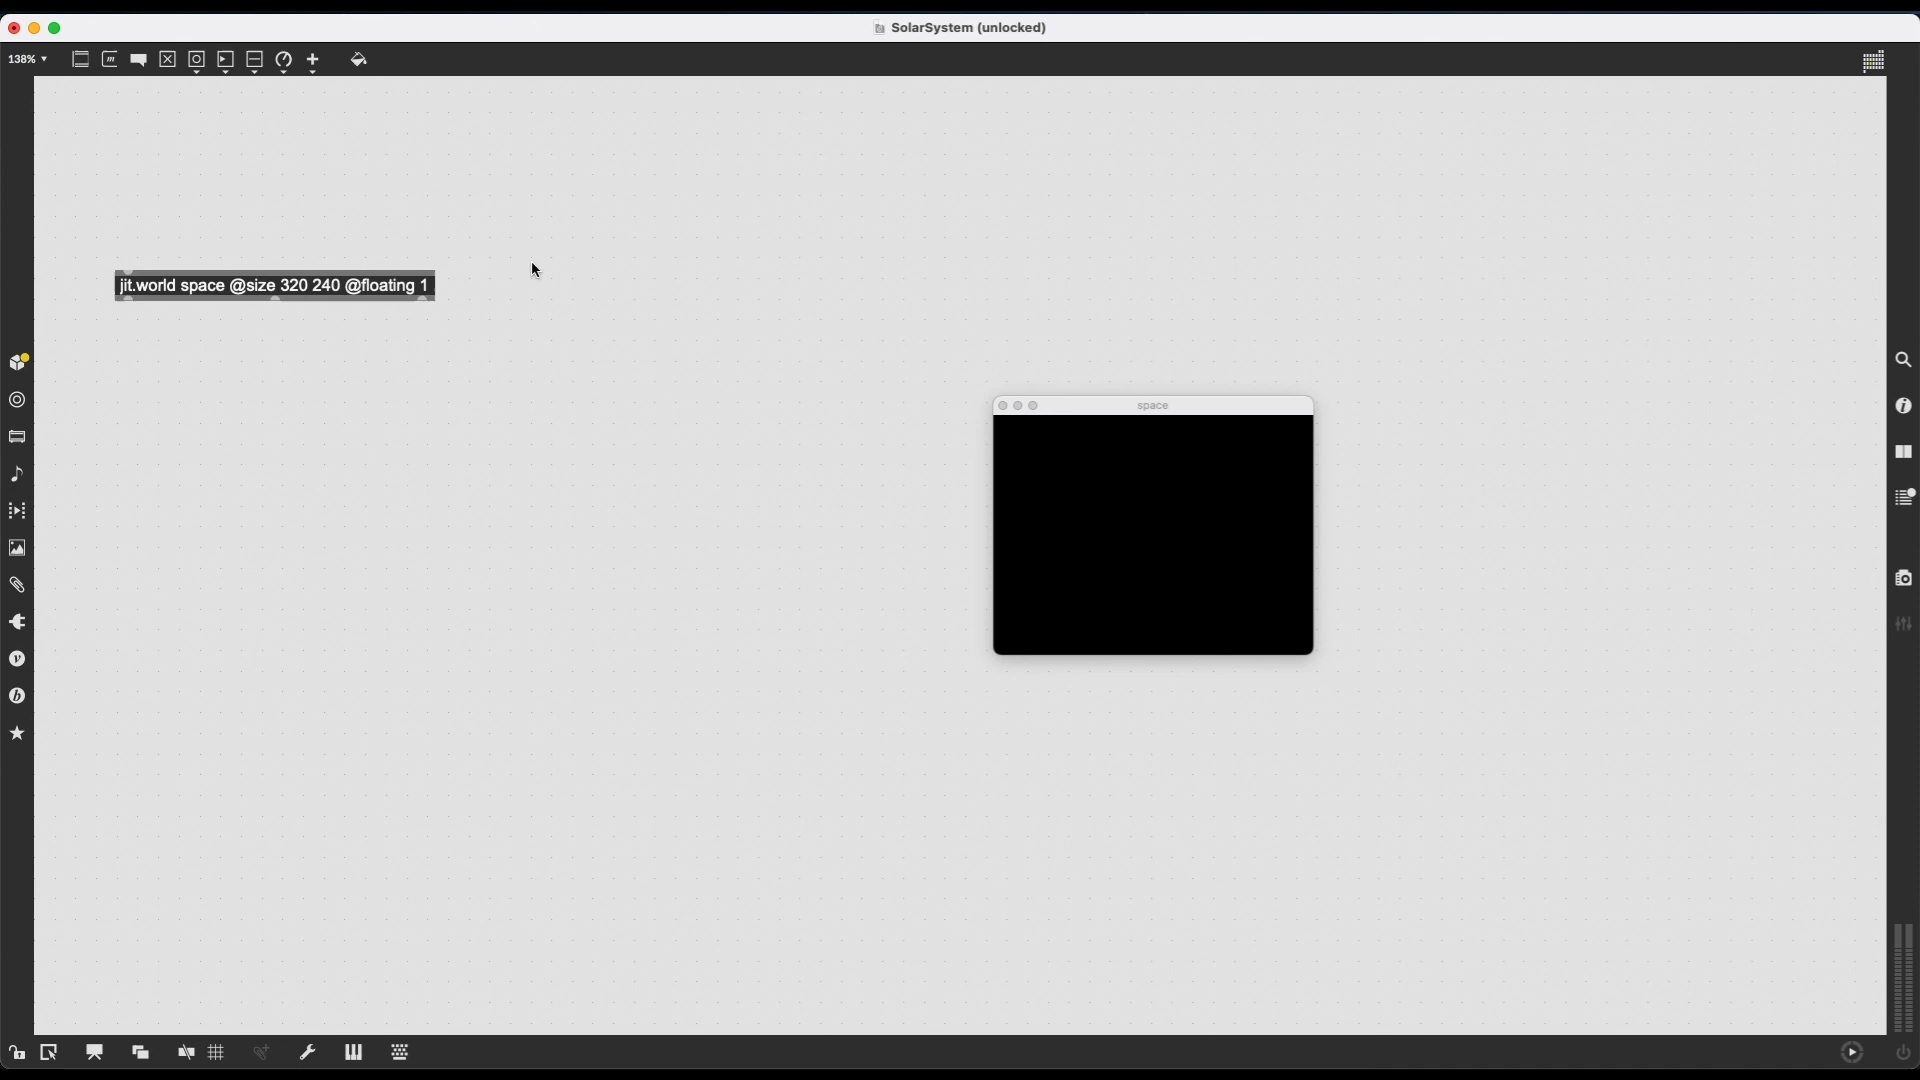 SolarSystem (unlocked)
138%
jit.world space @size 320 240 @floating 1
space